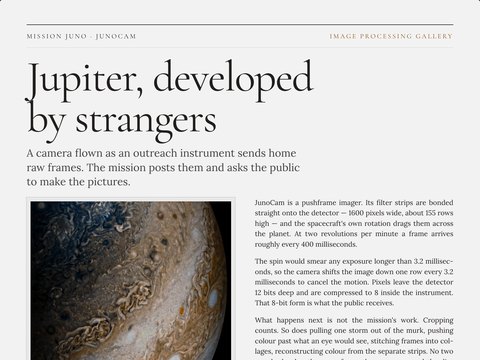 MISSION JUNO · JUNOCAM
IMAGE PROCESSING GALLERY
Jupiter, developed
by strangers
A camera flown as an outreach instrument sends home
raw frames. The mission posts them and asks the public
to make the pictures.
JunoCam is a pushframe imager. Its filter strips are bonded
straight onto the detector — 1600 pixels wide, about 155 rows
high — and the spacecraft's own rotation drags them across
the planet. At two revolutions per minute a frame arrives
roughly every 400 milliseconds.
The spin would smear any exposure longer than 3.2 millisec-
onds, so the camera shifts the image down one row every 3.2
milliseconds to cancel the motion. Pixels leave the detector
12 bits deep and are compressed to 8 inside the instrument.
That 8-bit form is what the public receives.
What happens next is not the mission's work. Cropping
counts. So does pulling one storm out of the murk, pushing
colour past what an eye would see, stitching frames into col-
lages, reconstructing colour from the separate strips. No two